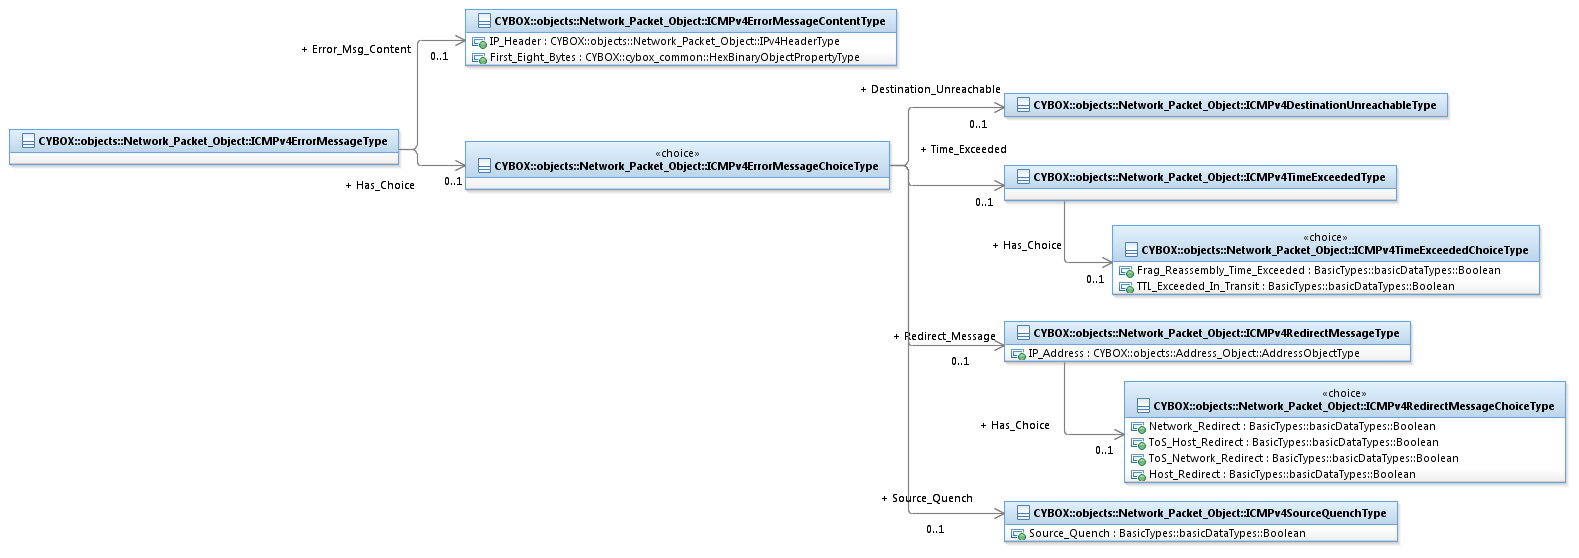 CYBOX::objects::Network_Packet_Object::ICMPv4ErrorMessageContentType
IP_Header : CYBOX::objects::Network_Packet_Object::IPv4HeaderType
First_Eight_Bytes : CYBOX::cybox_common::HexBinaryObjectPropertyType
+ Error_Msg_Content
0..1
CYBOX::objects::Network_Packet_Object::ICMPv4ErrorMessageType
+ Has_Choice
0..1
«choice»
CYBOX::objects::Network_Packet_Object::ICMPv4ErrorMessageChoiceType
+ Destination_Unreachable
0..1
CYBOX::objects::Network_Packet_Object::ICMPv4DestinationUnreachableType
+ Time_Exceeded
0..1
CYBOX::objects::Network_Packet_Object::ICMPv4TimeExceededType
+ Has_Choice
0..1
«choice»
CYBOX::objects::Network_Packet_Object::ICMPv4TimeExceededChoiceType
Frag_Reassembly_Time_Exceeded : BasicTypes::basicDataTypes::Boolean
TTL_Exceeded_In_Transit : BasicTypes::basicDataTypes::Boolean
+ Redirect_Message
0..1
CYBOX::objects::Network_Packet_Object::ICMPv4RedirectMessageType
IP_Address : CYBOX::objects::Address_Object::AddressObjectType
+ Has_Choice
0..1
«choice»
CYBOX::objects::Network_Packet_Object::ICMPv4RedirectMessageChoiceType
Network_Redirect : BasicTypes::basicDataTypes::Boolean
ToS_Host_Redirect : BasicTypes::basicDataTypes::Boolean
ToS_Network_Redirect : BasicTypes::basicDataTypes::Boolean
Host_Redirect : BasicTypes::basicDataTypes::Boolean
+ Source_Quench
0..1
CYBOX::objects::Network_Packet_Object::ICMPv4SourceQuenchType
Source_Quench : BasicTypes::basicDataTypes::Boolean